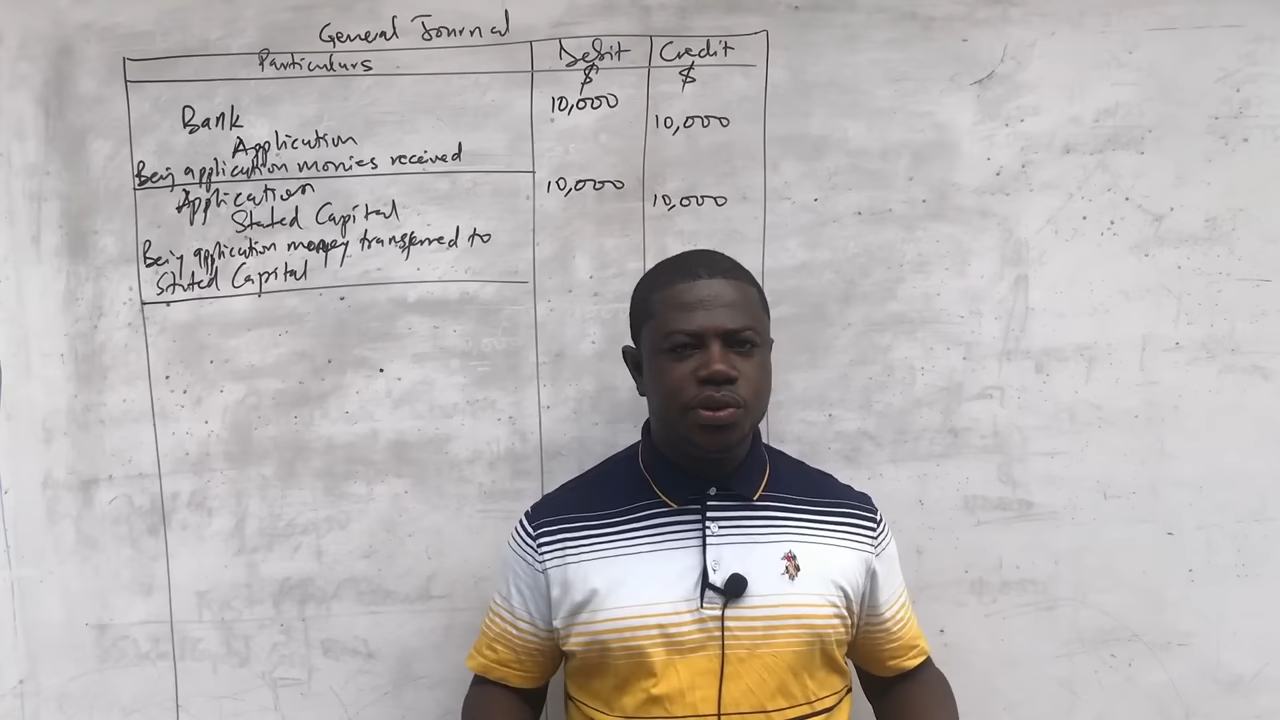 General Journal
Particulars Debit Credit
$ $
Bank 10,000
Application 10,000
Being application monies received
Application 10,000
Stated Capital 10,000
Being application money transferred to
Stated Capital